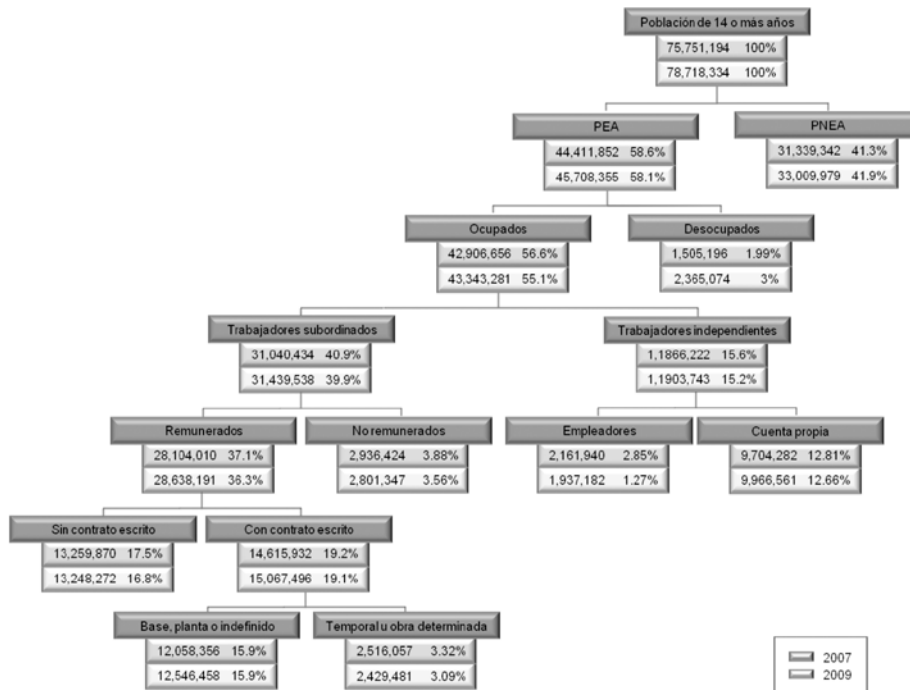 Población de 14 o más años
75,751,194 100%
78,718,334 100%
PEA
44,411,852 58.6%
45,708,355 58.1%
PNEA
31,339,342 41.3%
33,009,979 41.9%
Ocupados
42,906,656 56.6%
43,343,281 55.1%
Desocupados
1,505,196 1.99%
2,365,074 3%
Trabajadores subordinados
31,040,434 40.9%
31,439,538 39.9%
Trabajadores independientes
1,1866,222 15.6%
1,1903,743 15.2%
Remunerados
28,104,010 37.1%
28,638,191 36.3%
No remunerados
2,936,424 3.88%
2,801,347 3.56%
Empleadores
2,161,940 2.85%
1,937,182 1.27%
Cuenta propia
9,704,282 12.81%
9,966,561 12.66%
Sin contrato escrito
13,259,870 17.5%
13,248,272 16.8%
Con contrato escrito
14,615,932 19.2%
15,067,496 19.1%
Base, planta o indefinido
12,058,356 15.9%
12,546,458 15.9%
Temporal u obra determinada
2,516,057 3.32%
2,429,481 3.09%
2007
2009